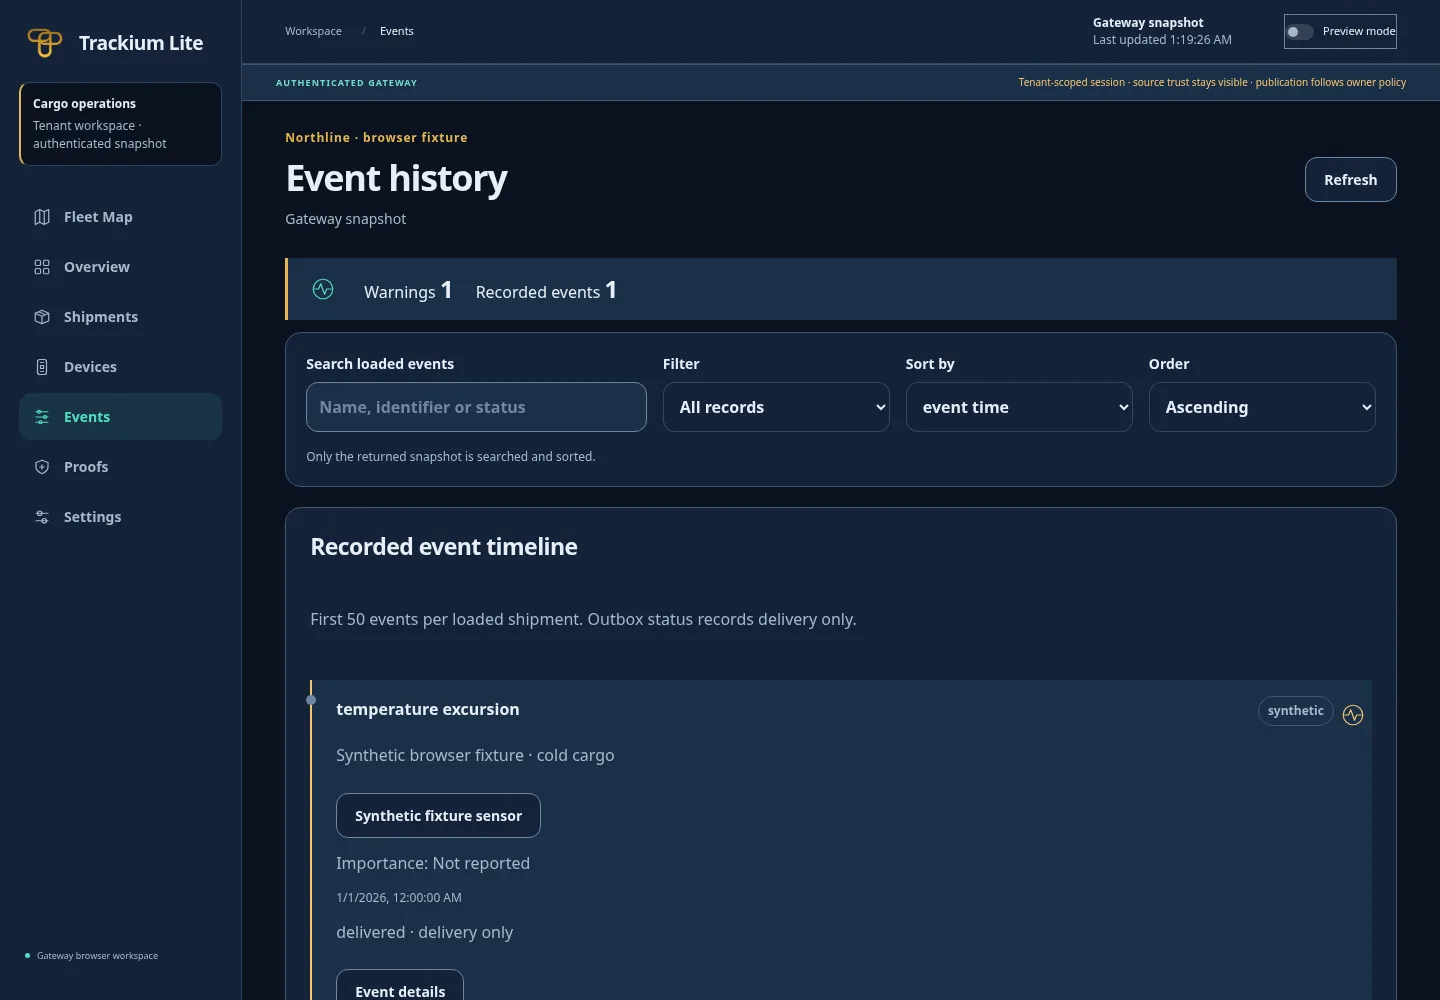 Trackium Lite
Cargo operations
Tenant workspace ·
authenticated snapshot
Fleet Map
Overview
Shipments
Devices
Events
Proofs
Settings
Gateway browser workspace
Workspace / Events
Gateway snapshot
Last updated 1:19:26 AM
Preview mode
AUTHENTICATED GATEWAY
Tenant-scoped session · source trust stays visible · publication follows owner policy
Northline · browser fixture
Event history
Gateway snapshot
Refresh
Warnings 1 Recorded events 1
Search loaded events
Name, identifier or status
Filter
All records
Sort by
event time
Order
Ascending
Only the returned snapshot is searched and sorted.
Recorded event timeline
First 50 events per loaded shipment. Outbox status records delivery only.
temperature excursion
synthetic
Synthetic browser fixture · cold cargo
Synthetic fixture sensor
Importance: Not reported
1/1/2026, 12:00:00 AM
delivered · delivery only
Event details